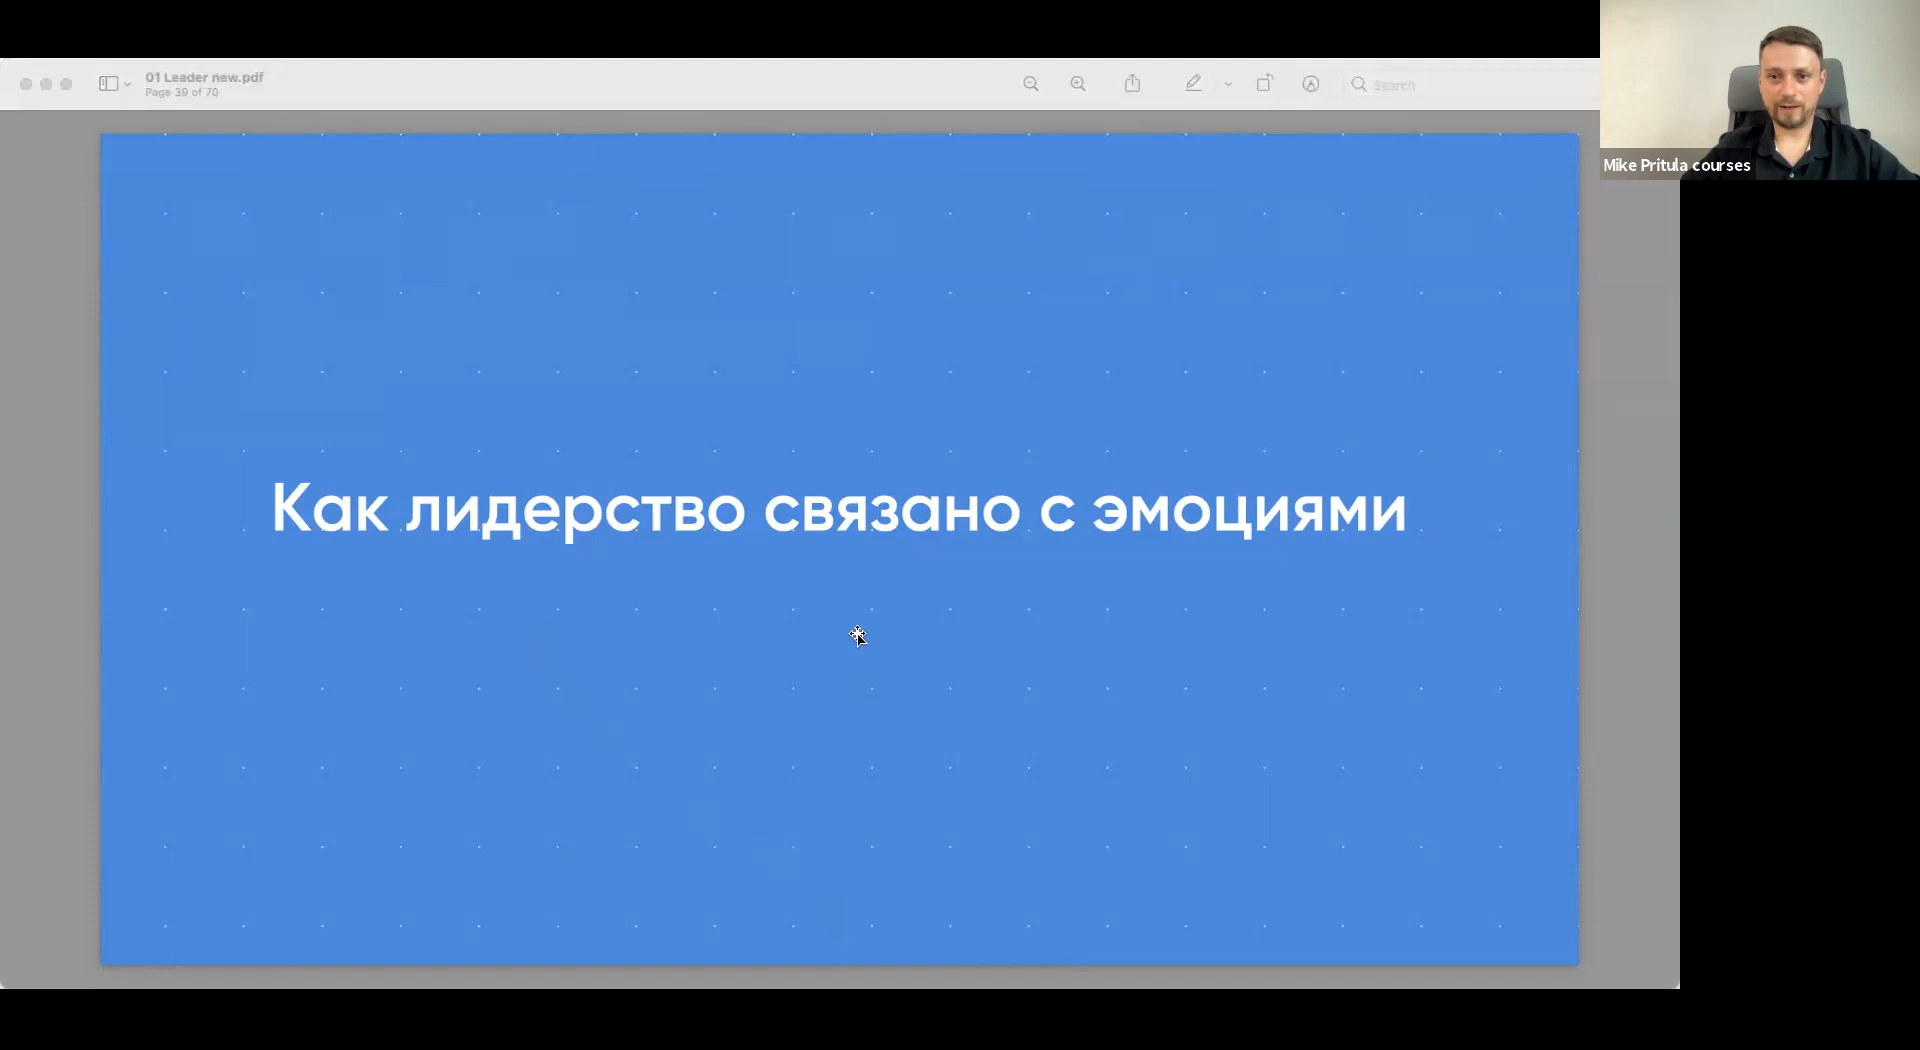 01 Leader new.pdf
Page 39 of 70
Search
Mike Pritula courses
Как лидерство связано с эмоциями